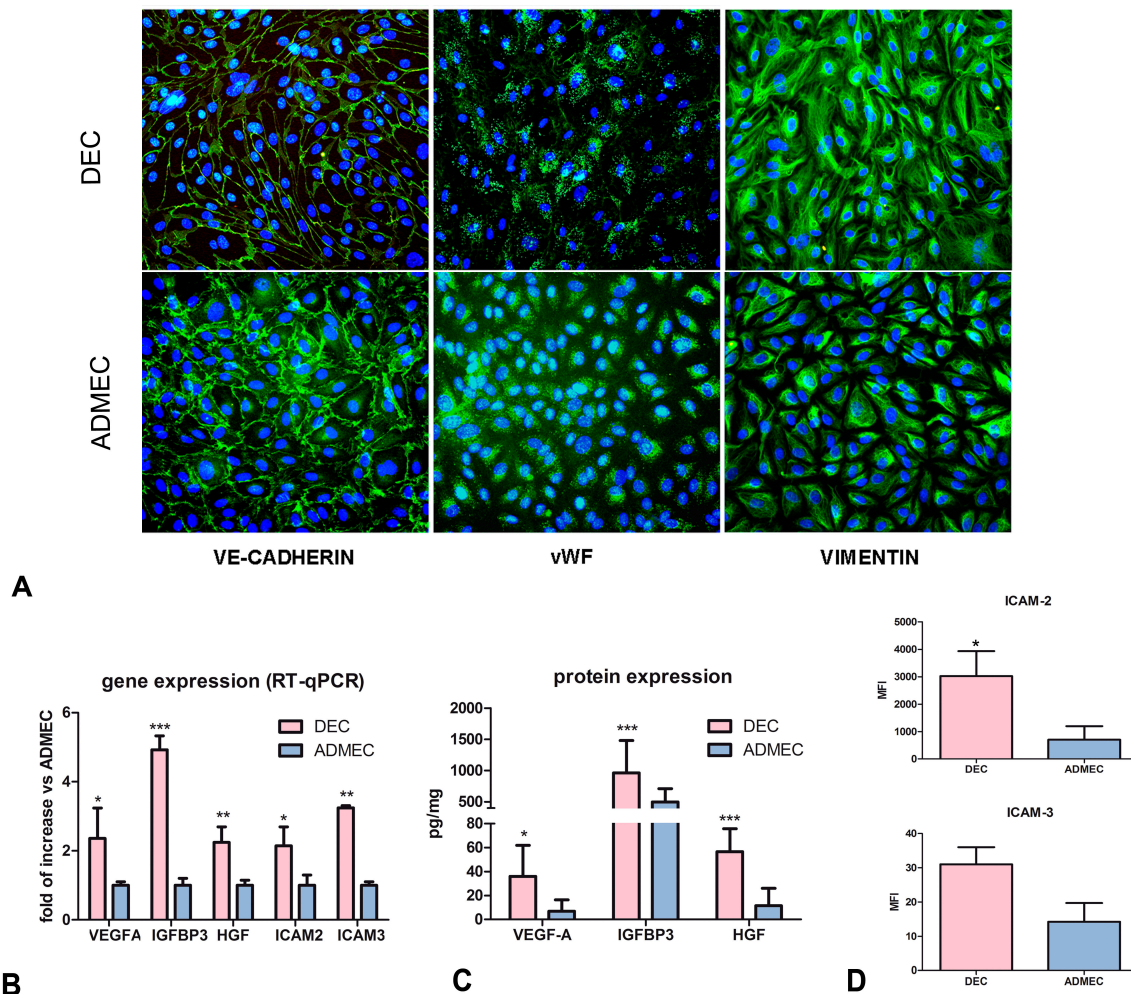 DEC
ADMEC
VE-CADHERIN
vWF
VIMENTIN
A
gene expression (RT-qPCR)
fold of increase vs ADMEC
6
4
2
0
***
*
**
*
**
DEC
ADMEC
VEGFA
IGFBP3
HGF
ICAM2
ICAM3
B
protein expression
pg/mg
2000
1500
1000
500
80
60
40
20
0
*
***
***
DEC
ADMEC
VEGF-A
IGFBP3
HGF
C
ICAM-2
MFI
5000
4000
3000
2000
1000
0
*
DEC
ADMEC
ICAM-3
MFI
40
30
20
10
0
DEC
ADMEC
D